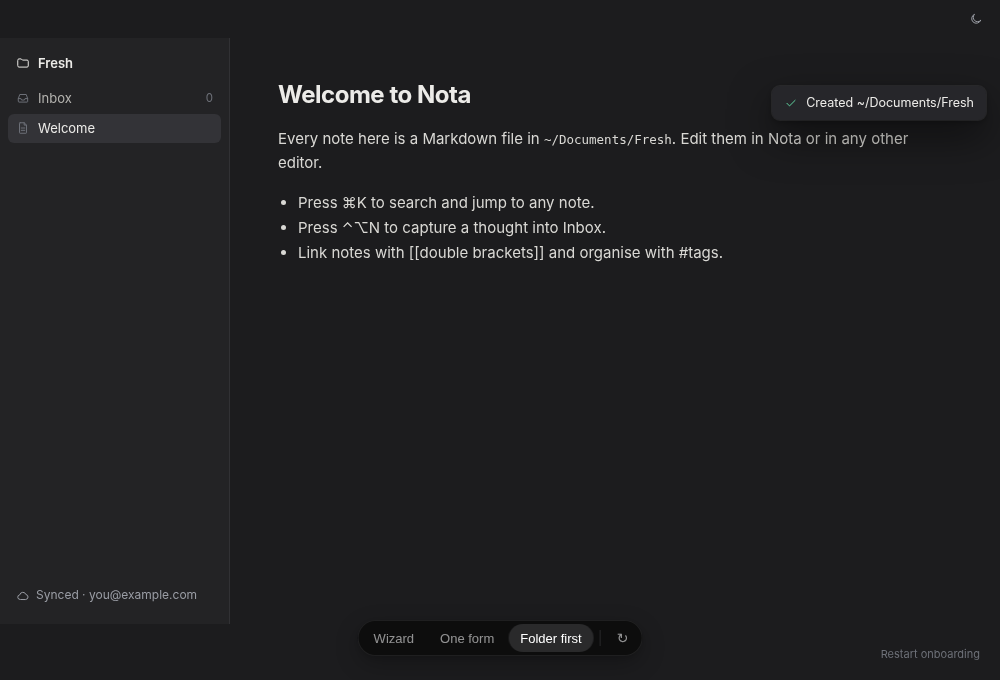 Fresh
Inbox 0
Welcome
Synced · you@example.com
Welcome to Nota
Created ~/Documents/Fresh
Every note here is a Markdown file in ~/Documents/Fresh. Edit them in Nota or in any other
editor.
• Press ⌘K to search and jump to any note.
• Press ^⌥N to capture a thought into Inbox.
• Link notes with [[double brackets]] and organise with #tags.
Wizard One form Folder first ↻
Restart onboarding